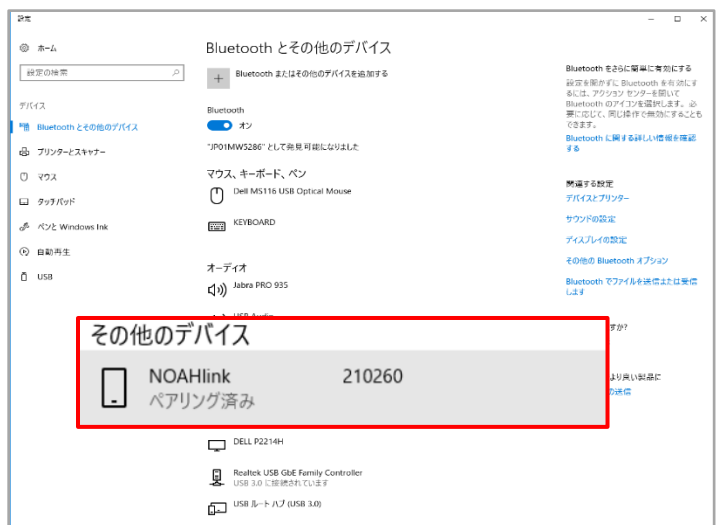 設定
ホーム
設定の検索
デバイス
Bluetooth とその他のデバイス
プリンターとスキャナー
マウス
タッチパッド
ペンと Windows Ink
自動再生
USB
Bluetooth とその他のデバイス
Bluetooth またはその他のデバイスを追加する
Bluetooth
オン
"JP01MW5286" として発見可能になりました
マウス、キーボード、ペン
Dell MS116 USB Optical Mouse
KEYBOARD
オーディオ
Jabra PRO 935
USB Audio
その他のデバイス
NOAHlink 210260
ペアリング済み
DELL P2214H
Realtek USB GbE Family Controller
USB 3.0 に接続されています
USB ルート ハブ (USB 3.0)
Bluetooth をさらに簡単に有効にする
設定を開かずに Bluetooth を有効にす
るには、アクション センターを開いて
Bluetooth のアイコンを選択します。必
要に応じて、同じ操作で無効にすることも
できます。
Bluetooth に関する詳しい情報を確認
する
関連する設定
デバイスとプリンター
サウンドの設定
ディスプレイの設定
その他の Bluetooth オプション
Bluetooth でファイルを送信または受信
します
すか?
より良い製品に
の送信